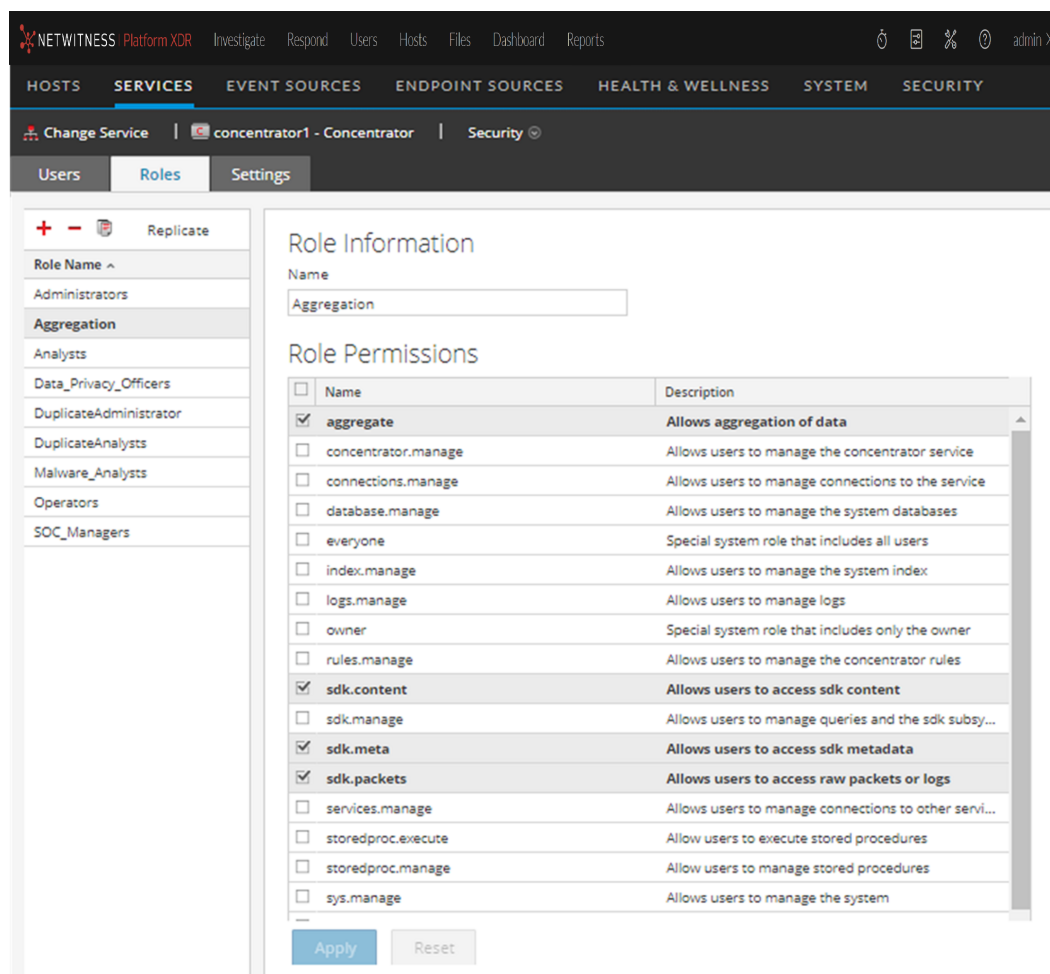 NETWITNESS Platform XDR Investigate Respond Users Hosts Files Dashboard Reports admin
HOSTS SERVICES EVENT SOURCES ENDPOINT SOURCES HEALTH & WELLNESS SYSTEM SECURITY
Change Service | C concentrator1 - Concentrator | Security
Users Roles Settings
Replicate
Role Name
Administrators
Aggregation
Analysts
Data_Privacy_Officers
DuplicateAdministrator
DuplicateAnalysts
Malware_Analysts
Operators
SOC_Managers
Role Information
Name
Aggregation
Role Permissions
Name Description
aggregate Allows aggregation of data
concentrator.manage Allows users to manage the concentrator service
connections.manage Allows users to manage connections to the service
database.manage Allows users to manage the system databases
everyone Special system role that includes all users
index.manage Allows users to manage the system index
logs.manage Allows users to manage logs
owner Special system role that includes only the owner
rules.manage Allows users to manage the concentrator rules
sdk.content Allows users to access sdk content
sdk.manage Allows users to manage queries and the sdk subsy...
sdk.meta Allows users to access sdk metadata
sdk.packets Allows users to access raw packets or logs
services.manage Allows users to manage connections to other servi...
storedproc.execute Allow users to execute stored procedures
storedproc.manage Allow users to manage stored procedures
sys.manage Allows users to manage the system
Apply Reset